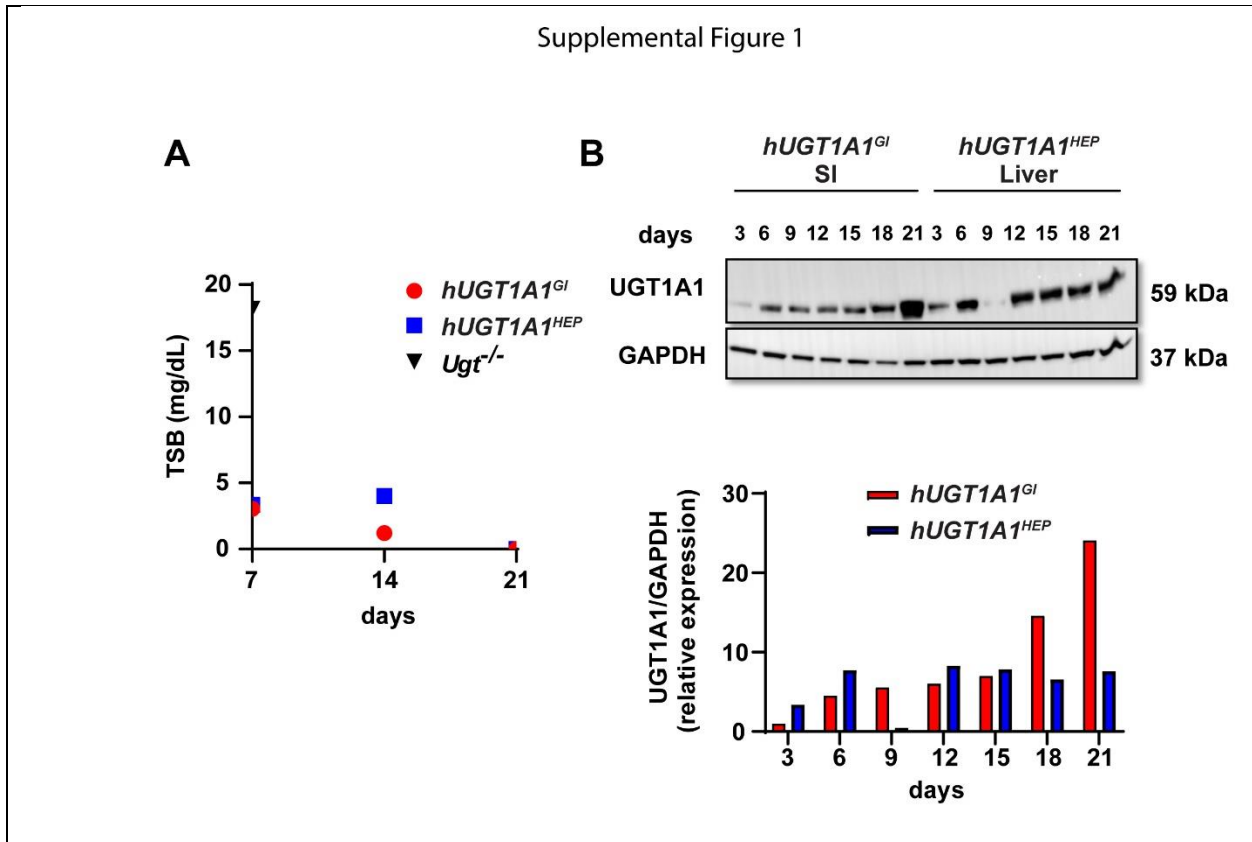 Supplemental Figure 1
A
20
15
10
5
0
TSB (mg/dL)
7 14 21
days
hUGT1A1GI
hUGT1A1HEP
Ugt-/-
B
hUGT1A1GI hUGT1A1HEP
SI Liver
days 3 6 9 12 15 18 21 3 6 9 12 15 18 21
UGT1A1 59 kDa
GAPDH 37 kDa
30
20
10
0
UGT1A1/GAPDH
(relative expression)
hUGT1A1GI
hUGT1A1HEP
3 6 9 12 15 18 21
days